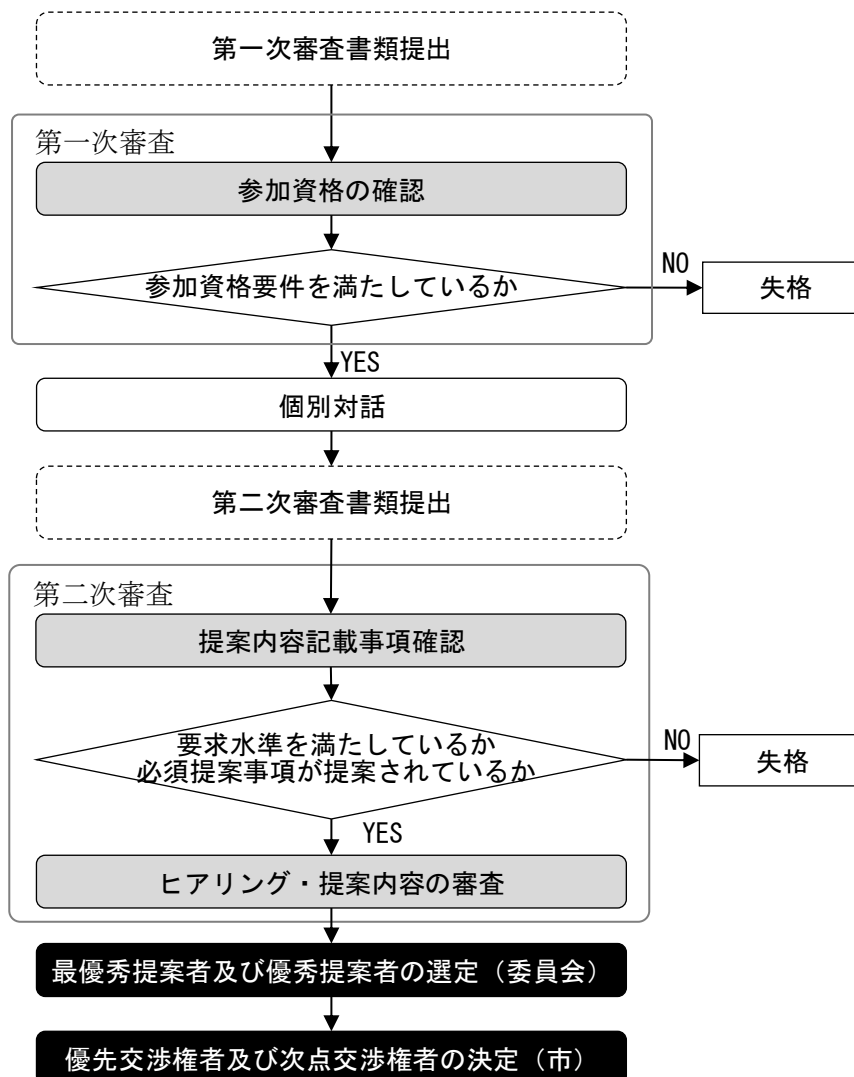 第一次審査書類提出
第一次審査
参加資格の確認
参加資格要件を満たしているか
NO
失格
YES
個別対話
第二次審査書類提出
第二次審査
提案内容記載事項確認
要求水準を満たしているか
必須提案事項が提案されているか
NO
失格
YES
ヒアリング・提案内容の審査
最優秀提案者及び優秀提案者の選定（委員会）
優先交渉権者及び次点交渉権者の決定（市）